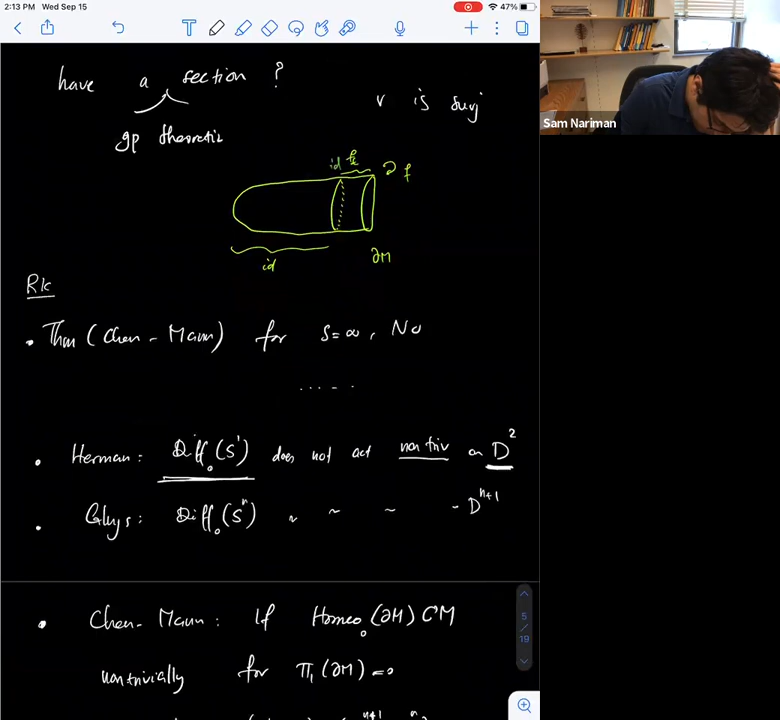 2:13 PM Wed Sep 15
47%
have a section ?
r is surj
gp theoretic
id fε ∂ f
id
∂M
Rk
• Thm (Chen - Mann) for s=∞, No
.....
• Herman: Diff₀(S¹) does not act nontriv on D²
• Ghys: Diff₀(Sⁿ) ~ ~ ~ - Dⁿ⁺¹
• Chen - Mann: If Homeo₀(∂M) C M
nontrivially for π₁(∂M)=0
5
/
19
Sam Nariman